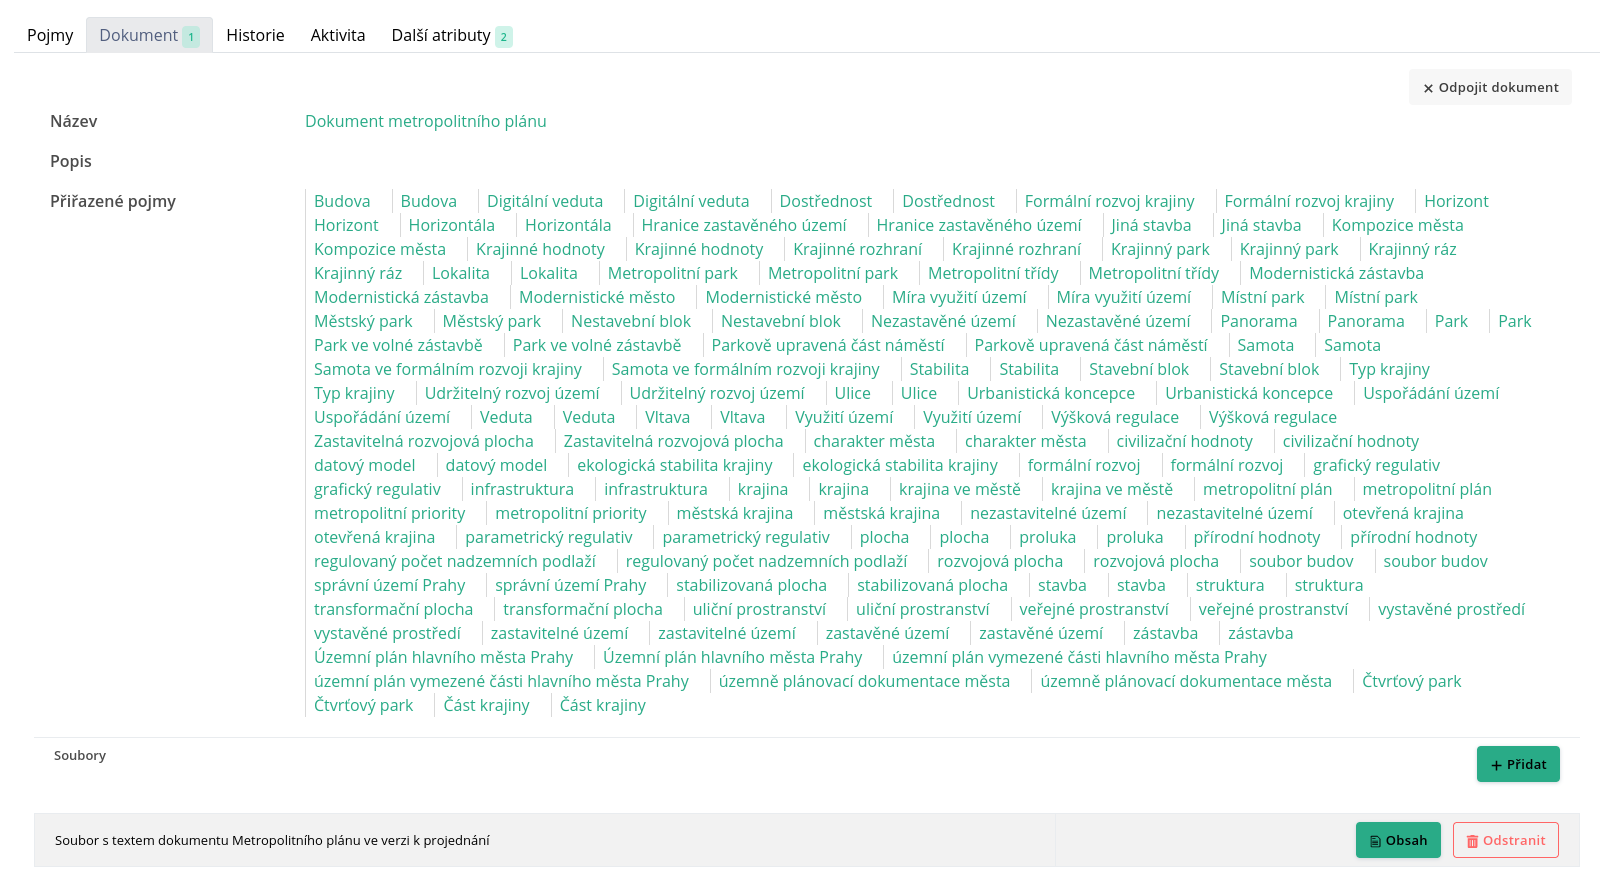 Pojmy Dokument 1 Historie Aktivita Další atributy 2
× Odpojit dokument
Název Dokument metropolitního plánu
Popis
Přiřazené pojmy Budova Budova Digitální veduta Digitální veduta Dostřednost Dostřednost Formální rozvoj krajiny Formální rozvoj krajiny Horizont
Horizont Horizontála Horizontála Hranice zastavěného území Hranice zastavěného území Jiná stavba Jiná stavba Kompozice města
Kompozice města Krajinné hodnoty Krajinné hodnoty Krajinné rozhraní Krajinné rozhraní Krajinný park Krajinný park Krajinný ráz
Krajinný ráz Lokalita Lokalita Metropolitní park Metropolitní park Metropolitní třídy Metropolitní třídy Modernistická zástavba
Modernistická zástavba Modernistické město Modernistické město Míra využití území Míra využití území Místní park Místní park
Městský park Městský park Nestavební blok Nestavební blok Nezastavěné území Nezastavěné území Panorama Panorama Park Park
Park ve volné zástavbě Park ve volné zástavbě Parkově upravená část náměstí Parkově upravená část náměstí Samota Samota
Samota ve formálním rozvoji krajiny Samota ve formálním rozvoji krajiny Stabilita Stabilita Stavební blok Stavební blok Typ krajiny
Typ krajiny Udržitelný rozvoj území Udržitelný rozvoj území Ulice Ulice Urbanistická koncepce Urbanistická koncepce Uspořádání území
Uspořádání území Veduta Veduta Vltava Vltava Využití území Využití území Výšková regulace Výšková regulace
Zastavitelná rozvojová plocha Zastavitelná rozvojová plocha charakter města charakter města civilizační hodnoty civilizační hodnoty
datový model datový model ekologická stabilita krajiny ekologická stabilita krajiny formální rozvoj formální rozvoj grafický regulativ
grafický regulativ infrastruktura infrastruktura krajina krajina krajina ve městě krajina ve městě metropolitní plán metropolitní plán
metropolitní priority metropolitní priority městská krajina městská krajina nezastavitelné území nezastavitelné území otevřená krajina
otevřená krajina parametrický regulativ parametrický regulativ plocha plocha proluka proluka přírodní hodnoty přírodní hodnoty
regulovaný počet nadzemních podlaží regulovaný počet nadzemních podlaží rozvojová plocha rozvojová plocha soubor budov soubor budov
správní území Prahy správní území Prahy stabilizovaná plocha stabilizovaná plocha stavba stavba struktura struktura
transformační plocha transformační plocha uliční prostranství uliční prostranství veřejné prostranství veřejné prostranství vystavěné prostředí
vystavěné prostředí zastavitelné území zastavitelné území zastavěné území zastavěné území zástavba zástavba
Územní plán hlavního města Prahy Územní plán hlavního města Prahy územní plán vymezené části hlavního města Prahy
územní plán vymezené části hlavního města Prahy územně plánovací dokumentace města územně plánovací dokumentace města Čtvrťový park
Čtvrťový park Část krajiny Část krajiny
Soubory + Přidat
Soubor s textem dokumentu Metropolitního plánu ve verzi k projednání Obsah Odstranit